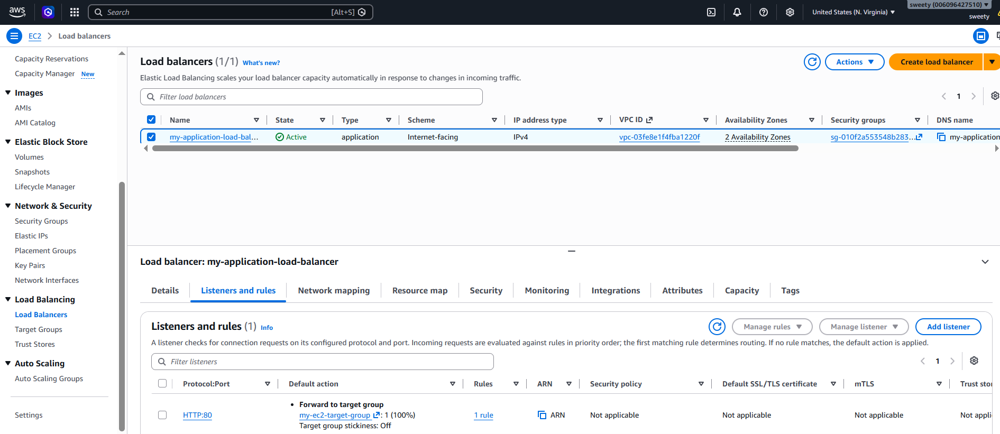 aws
Search [Alt+S]
United States (N. Virginia)
sweety (006096427510)
sweety
EC2 Load balancers
Capacity Reservations
Capacity Manager New
Images
AMIs
AMI Catalog
Elastic Block Store
Volumes
Snapshots
Lifecycle Manager
Network & Security
Security Groups
Elastic IPs
Placement Groups
Key Pairs
Network Interfaces
Load Balancing
Load Balancers
Target Groups
Trust Stores
Auto Scaling
Auto Scaling Groups
Settings
Load balancers (1/1) What's new?
Actions
Create load balancer
Elastic Load Balancing scales your load balancer capacity automatically in response to changes in incoming traffic.
Filter load balancers
1
Name State Type Scheme IP address type VPC ID Availability Zones Security groups DNS name
my-application-load-bal... Active application Internet-facing IPv4 vpc-03fe8e1f4fba1220f 2 Availability Zones sg-010f2a553548b283... my-application
Load balancer: my-application-load-balancer
Details Listeners and rules Network mapping Resource map Security Monitoring Integrations Attributes Capacity Tags
Listeners and rules (1) Info
Manage rules Manage listener Add listener
A listener checks for connection requests on its configured protocol and port. Incoming requests are evaluated against rules in priority order; the first matching rule determines routing. If no rule matches, the default action is applied.
Filter listeners
1
Protocol:Port Default action Rules ARN Security policy Default SSL/TLS certificate mTLS Trust stor
HTTP:80
• Forward to target group
my-ec2-target-group : 1 (100%)
Target group stickiness: Off
1 rule ARN Not applicable Not applicable Not applicable Not appli